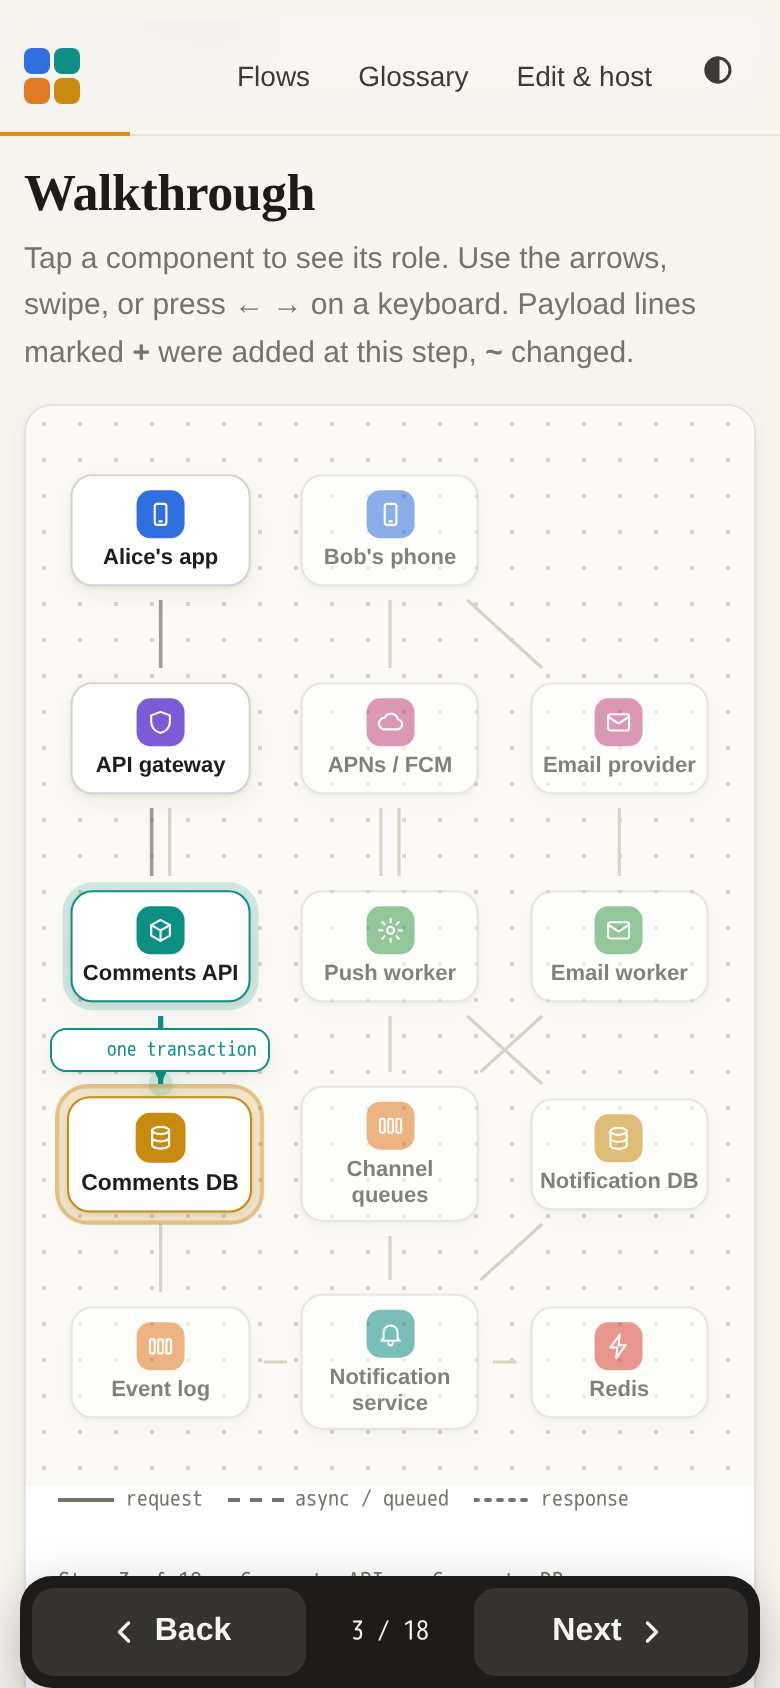 Flows Glossary Edit & host
Walkthrough
Tap a component to see its role. Use the arrows,
swipe, or press ← → on a keyboard. Payload lines
marked + were added at this step, ~ changed.
Alice's app
Bob's phone
API gateway
APNs / FCM
Email provider
Comments API
Push worker
Email worker
one transaction
Comments DB
Channel
queues
Notification DB
Event log
Notification
service
Redis
request async / queued response
Back 3 / 18 Next